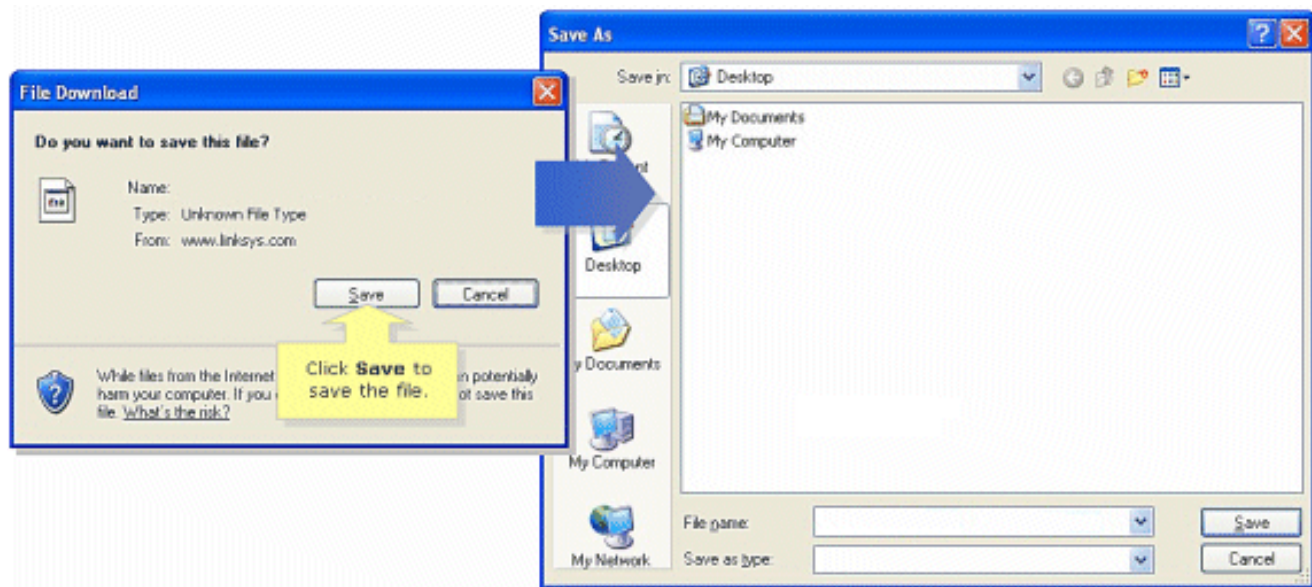 File Download
Do you want to save this file?
Name:
Type: Unknown File Type
From: www.linksys.com
Save
Cancel
Click Save to
save the file.
While files from the Internet n potentially
harm your computer. If you ot save this
file. What's the risk?
Save As
Save in:
Desktop
My Documents
My Computer
Desktop
y Documents
My Computer
My Network
File name:
Save
Save as type:
Cancel